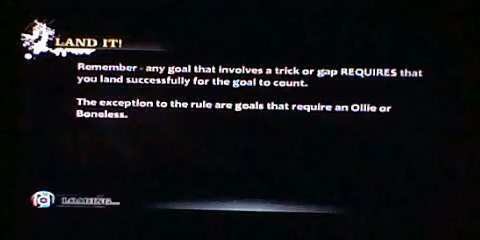 LAND IT!
Remember - any goal that involves a trick or gap REQUIRES that
you land successfully for the goal to count.
The exception to the rule are goals that require an Ollie or
Boneless.
LOADING...